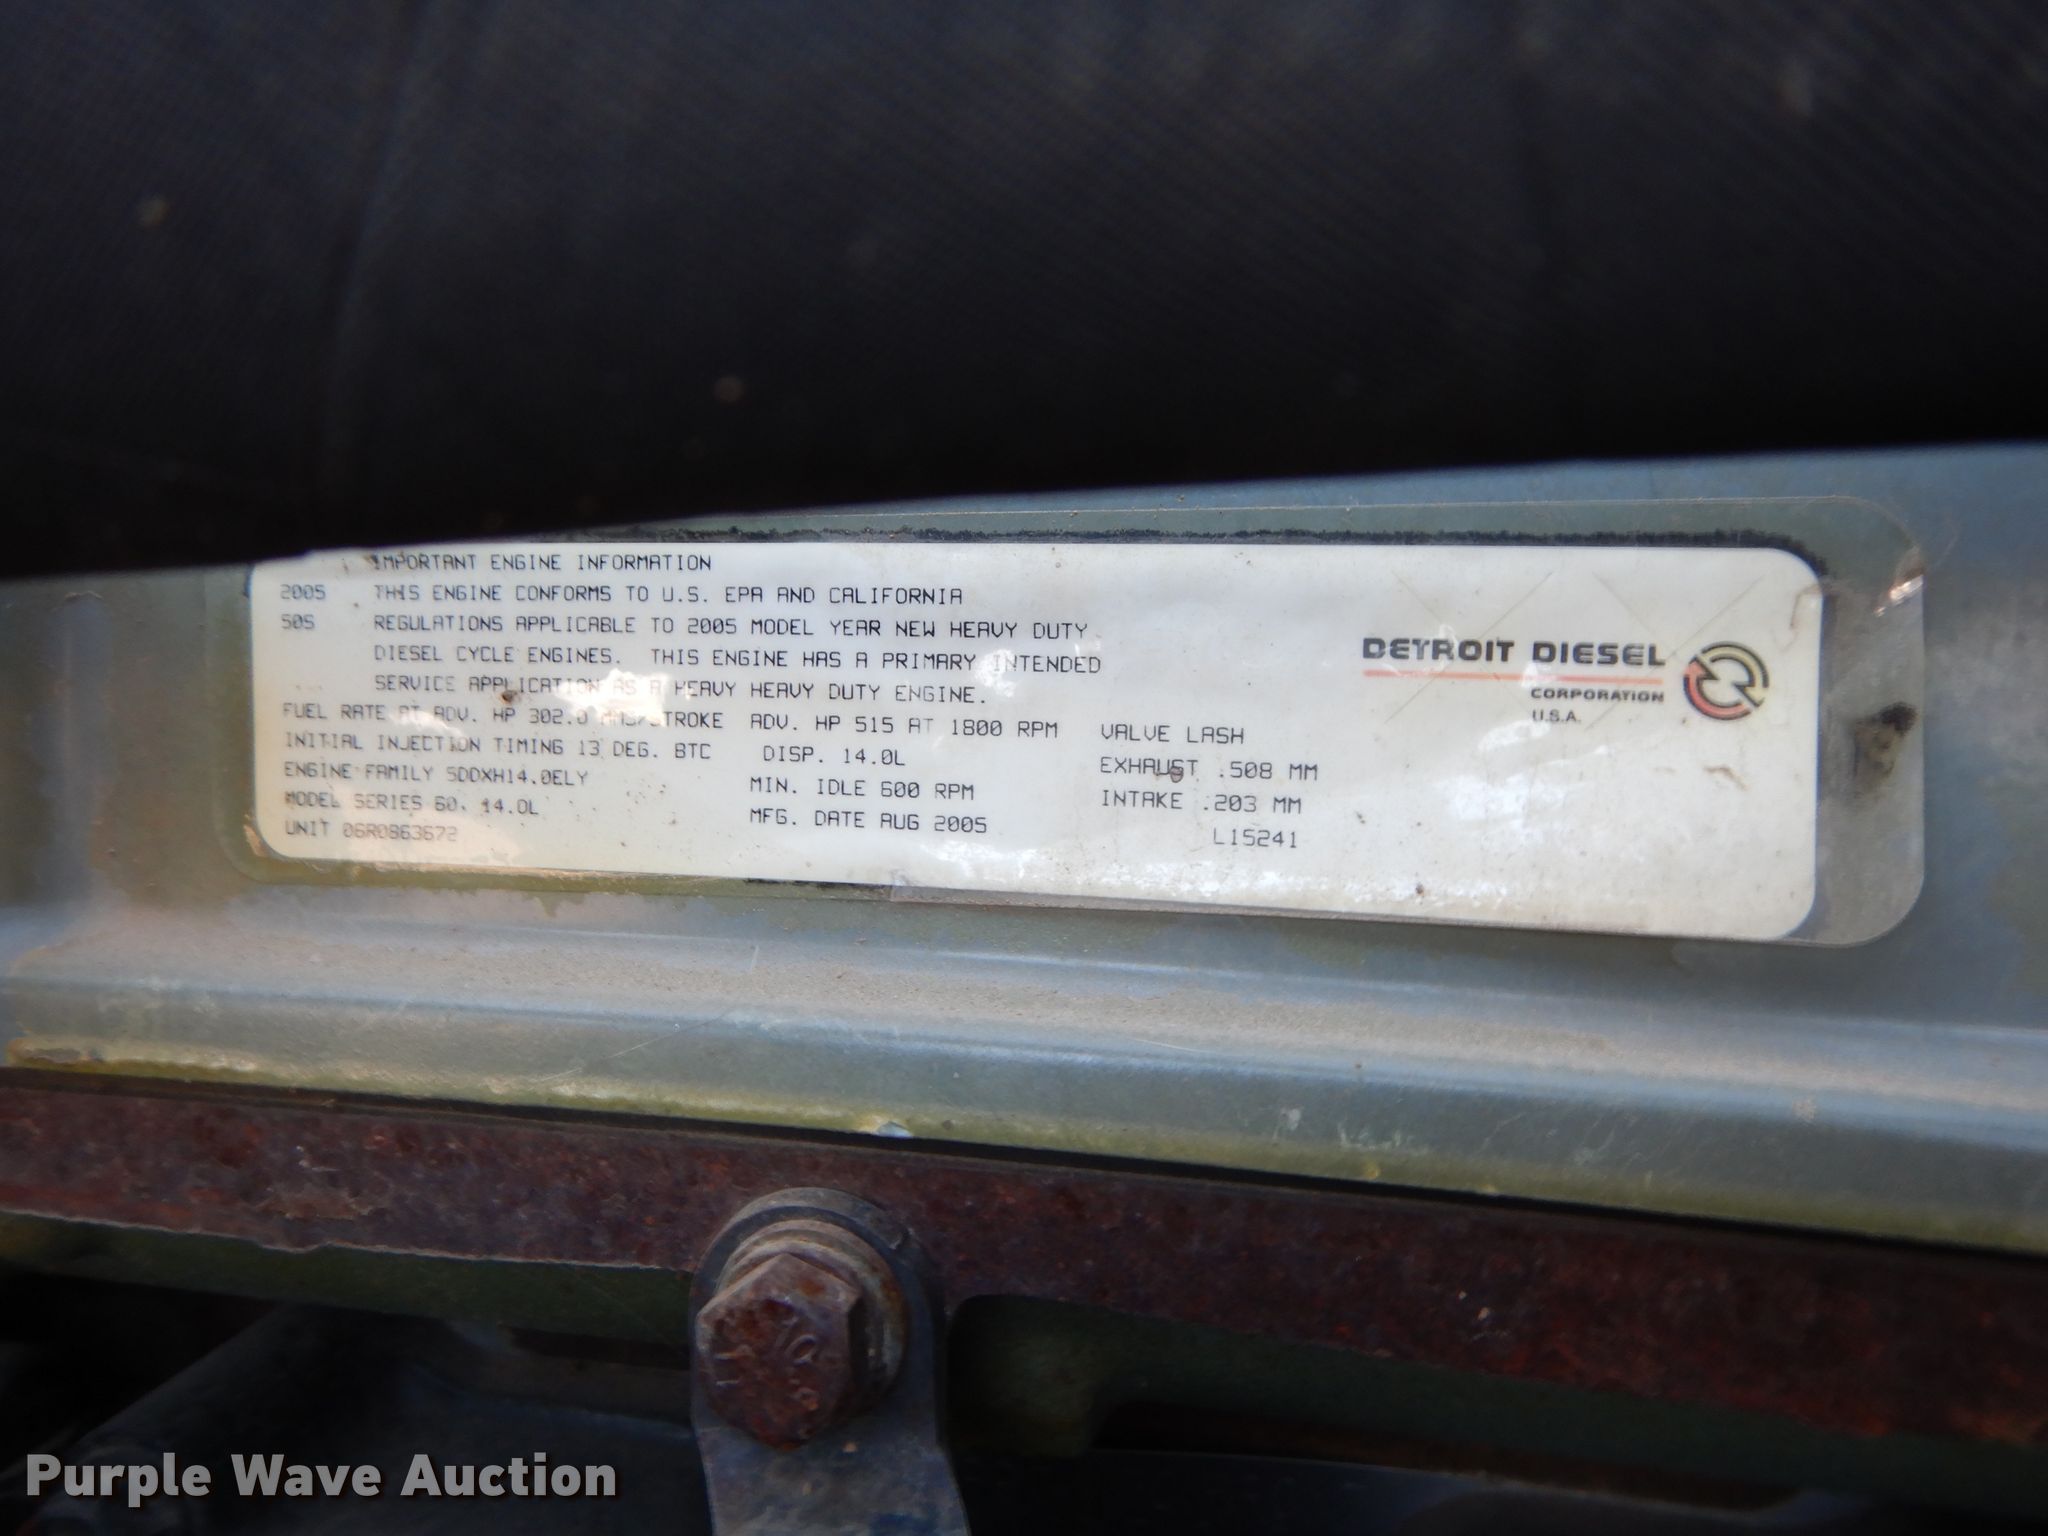 IMPORTANT ENGINE INFORMATION
2005 THIS ENGINE CONFORMS TO U.S. EPA AND CALIFORNIA
50S REGULATIONS APPLICABLE TO 2005 MODEL YEAR NEW HEAVY DUTY
DIESEL CYCLE ENGINES. THIS ENGINE HAS A PRIMARY INTENDED
SERVICE APPLICATION AS A HEAVY HEAVY DUTY ENGINE.
FUEL RATE AT ADV. HP 302.0 MM3/STROKE ADV. HP 515 AT 1800 RPM
INITIAL INJECTION TIMING 13 DEG. BTC DISP. 14.0L
ENGINE FAMILY 5DDXH14.0ELY MIN. IDLE 600 RPM
MODEL SERIES 60, 14.0L MFG. DATE AUG 2005
UNIT 06R0863672
VALVE LASH
EXHAUST .508 MM
INTAKE .203 MM
L15241
DETROIT DIESEL
CORPORATION
U.S.A.
10.9
Purple Wave Auction